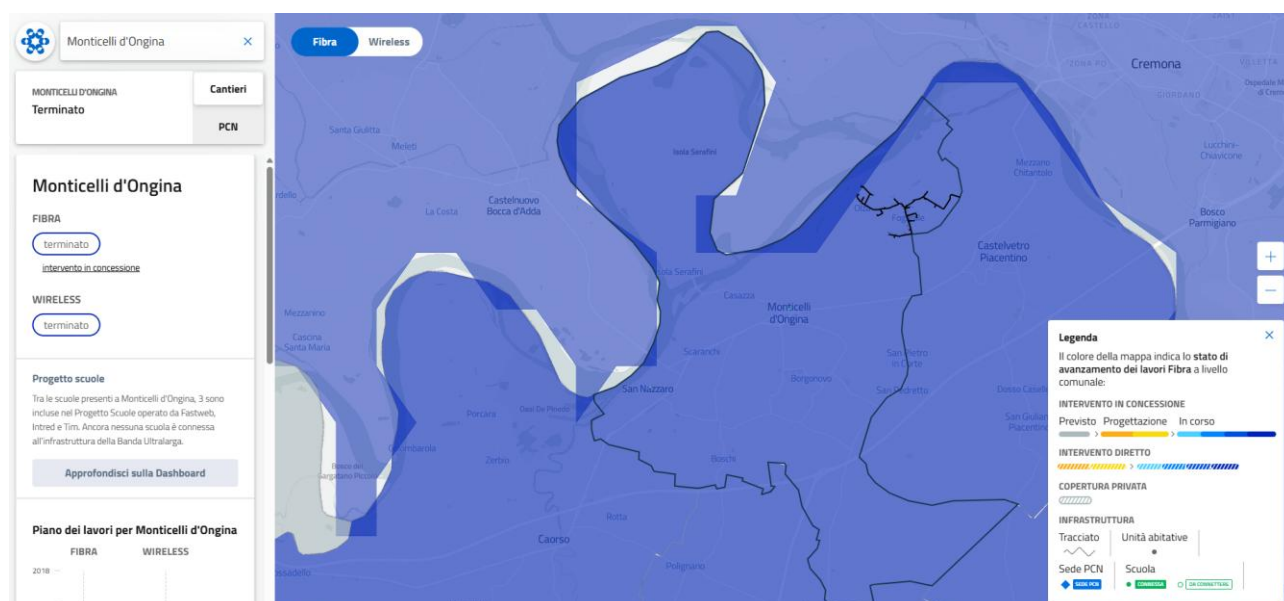 Monticelli d'Ongina
MONTICELLI D'ONGINA
Terminato
Cantieri
PCN
Monticelli d'Ongina
FIBRA
terminato
intervento in concessione
WIRELESS
terminato
Progetto scuole
Tra le scuole presenti a Monticelli d'Ongina, 3 sono
incluse nel Progetto Scuole operato da Fastweb,
Intred e Tim. Ancora nessuna scuola è connessa
all'infrastruttura della Banda Ultralarga.
Approfondisci sulla Dashboard
Piano dei lavori per Monticelli d'Ongina
FIBRA WIRELESS
2018
Fibra Wireless
ZONA PO
Cremona
GIORDANO
Santa Giulitta
Meleti
Isola Serafini
Mezzano
Chitantolo
Lucchini-
Chiavicone
Castelnuovo
Bocca d'Adda
La Costa
Bosco
Parmigiano
Castelvetro
Piacentino
Isola Serafini
Casazza
Monticelli
d'Ongina
Mezzanino
Cascina
Santa Maria
Scaranchi
San Pietro
in Corte
San Nazzaro
Borgonovo
San Pedretto
Porcara
Zerbio
Boschi
Rotta
Caorso
Polignano
+
−
Legenda
Il colore della mappa indica lo stato di
avanzamento dei lavori Fibra a livello
comunale:
INTERVENTO IN CONCESSIONE
Previsto Progettazione In corso
INTERVENTO DIRETTO
COPERTURA PRIVATA
INFRASTRUTTURA
Tracciato Unità abitative
Sede PCN Scuola
SEDE PCN CONNESSA DA CONNETTERE